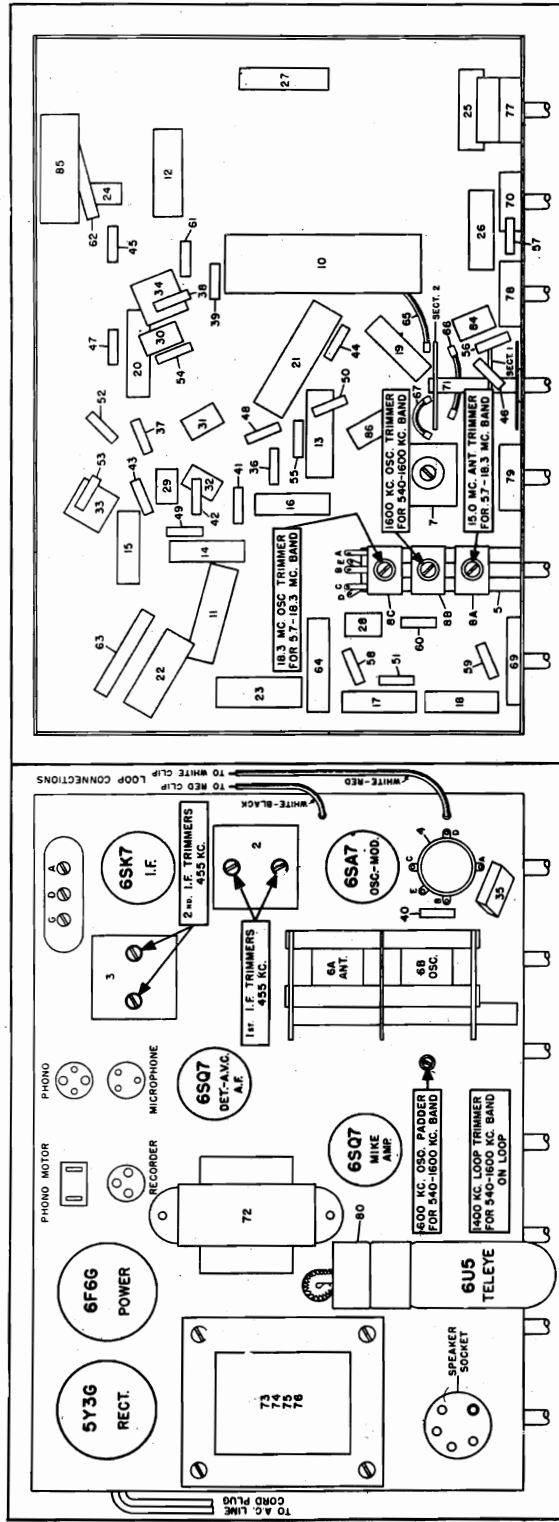 TO A.C. LINE
CORD PLUG
5Y3G
RECT.
6F6G
POWER
PHONO MOTOR
RECORDER
PHONO
MICROPHONE
3
G
D
A
2 ND. I.F. TRIMMERS
455 KC.
6SK7
I.F.
73
74
75
76
72
6SQ7
DET.-A.V.C.
A.F.
1 ST. I.F. TRIMMERS
455 KC.
2
LOOP CONNECTIONS
TO WHITE CLIP
TO RED CLIP
WHITE-BLACK
WHITE-RED
6SQ7
MIKE
AMP.
6A
ANT.
6B
OSC.
6SA7
OSC.-MOD.
4
C
D
E
B
A
40
35
SPEAKER
SOCKET
80
6U5
TELEYE
600 KC. OSC. PADDER
FOR 540-1600 KC. BAND
1400 KC. LOOP TRIMMER
FOR 540-1600 KC. BAND
ON LOOP
63
22
11
15
53
33
43
52
37
47
20
30
54
34
38
45
61
39
62
24
85
12
27
23
14
49
29
42
32
31
41
16
36
48
55
13
50
21
44
10
18.3 MC. OSC TRIMMER
FOR 5.7-18.3 MC. BAND
1600 KC. OSC. TRIMMER
FOR 540-1600 KC. BAND
15.0 MC. ANT. TRIMMER
FOR 5.7-18.3 MC. BAND
64
58
51
17
18
28
60
59
69
D
C
B
E
A
8C
8B
8A
5
7
86
19
65
67
SECT. 2
66
71
SECT. 1
84
56
46
79
78
26
57
70
25
77